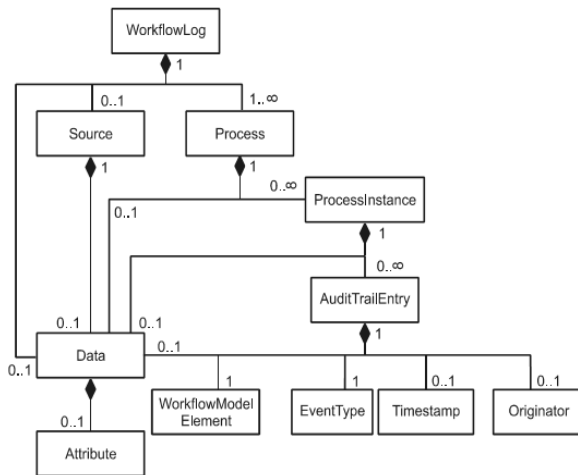 WorkflowLog
1
0..1
1..∞
Source
Process
1
1
0..∞
0..1
ProcessInstance
1
0..∞
AuditTrailEntry
0..1
0..1
0..1
1
0..1
0..1
Data
1
1
0..1
0..1
WorkflowModel
Element
EventType
Timestamp
Originator
0..1
Attribute